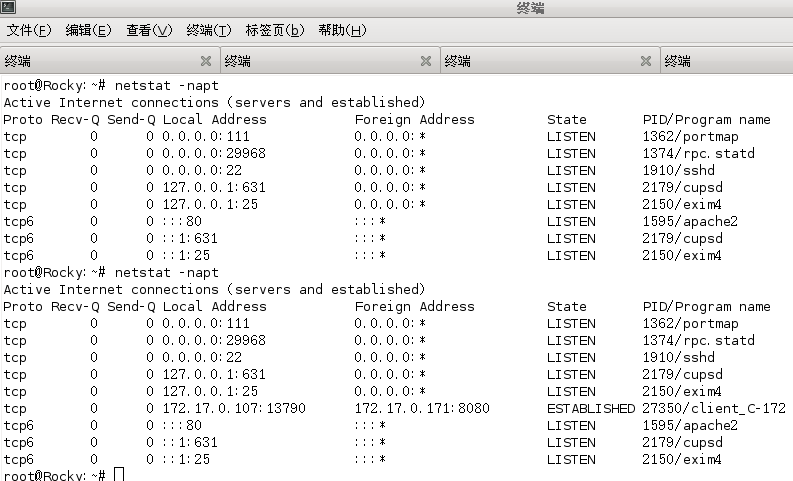 终端
文件(F) 编辑(E) 查看(V) 终端(T) 标签页(b) 帮助(H)
终端 终端 终端 终端
root@Rocky:~# netstat -napt
Active Internet connections (servers and established)
Proto Recv-Q Send-Q Local Address Foreign Address State PID/Program name
tcp 0 0 0.0.0.0:111 0.0.0.0:* LISTEN 1362/portmap
tcp 0 0 0.0.0.0:29968 0.0.0.0:* LISTEN 1374/rpc.statd
tcp 0 0 0.0.0.0:22 0.0.0.0:* LISTEN 1910/sshd
tcp 0 0 127.0.0.1:631 0.0.0.0:* LISTEN 2179/cupsd
tcp 0 0 127.0.0.1:25 0.0.0.0:* LISTEN 2150/exim4
tcp6 0 0 :::80 :::* LISTEN 1595/apache2
tcp6 0 0 ::1:631 :::* LISTEN 2179/cupsd
tcp6 0 0 ::1:25 :::* LISTEN 2150/exim4
root@Rocky:~# netstat -napt
Active Internet connections (servers and established)
Proto Recv-Q Send-Q Local Address Foreign Address State PID/Program name
tcp 0 0 0.0.0.0:111 0.0.0.0:* LISTEN 1362/portmap
tcp 0 0 0.0.0.0:29968 0.0.0.0:* LISTEN 1374/rpc.statd
tcp 0 0 0.0.0.0:22 0.0.0.0:* LISTEN 1910/sshd
tcp 0 0 127.0.0.1:631 0.0.0.0:* LISTEN 2179/cupsd
tcp 0 0 127.0.0.1:25 0.0.0.0:* LISTEN 2150/exim4
tcp 0 0 172.17.0.107:13790 172.17.0.171:8080 ESTABLISHED 27350/client_C-172
tcp6 0 0 :::80 :::* LISTEN 1595/apache2
tcp6 0 0 ::1:631 :::* LISTEN 2179/cupsd
tcp6 0 0 ::1:25 :::* LISTEN 2150/exim4
root@Rocky:~#